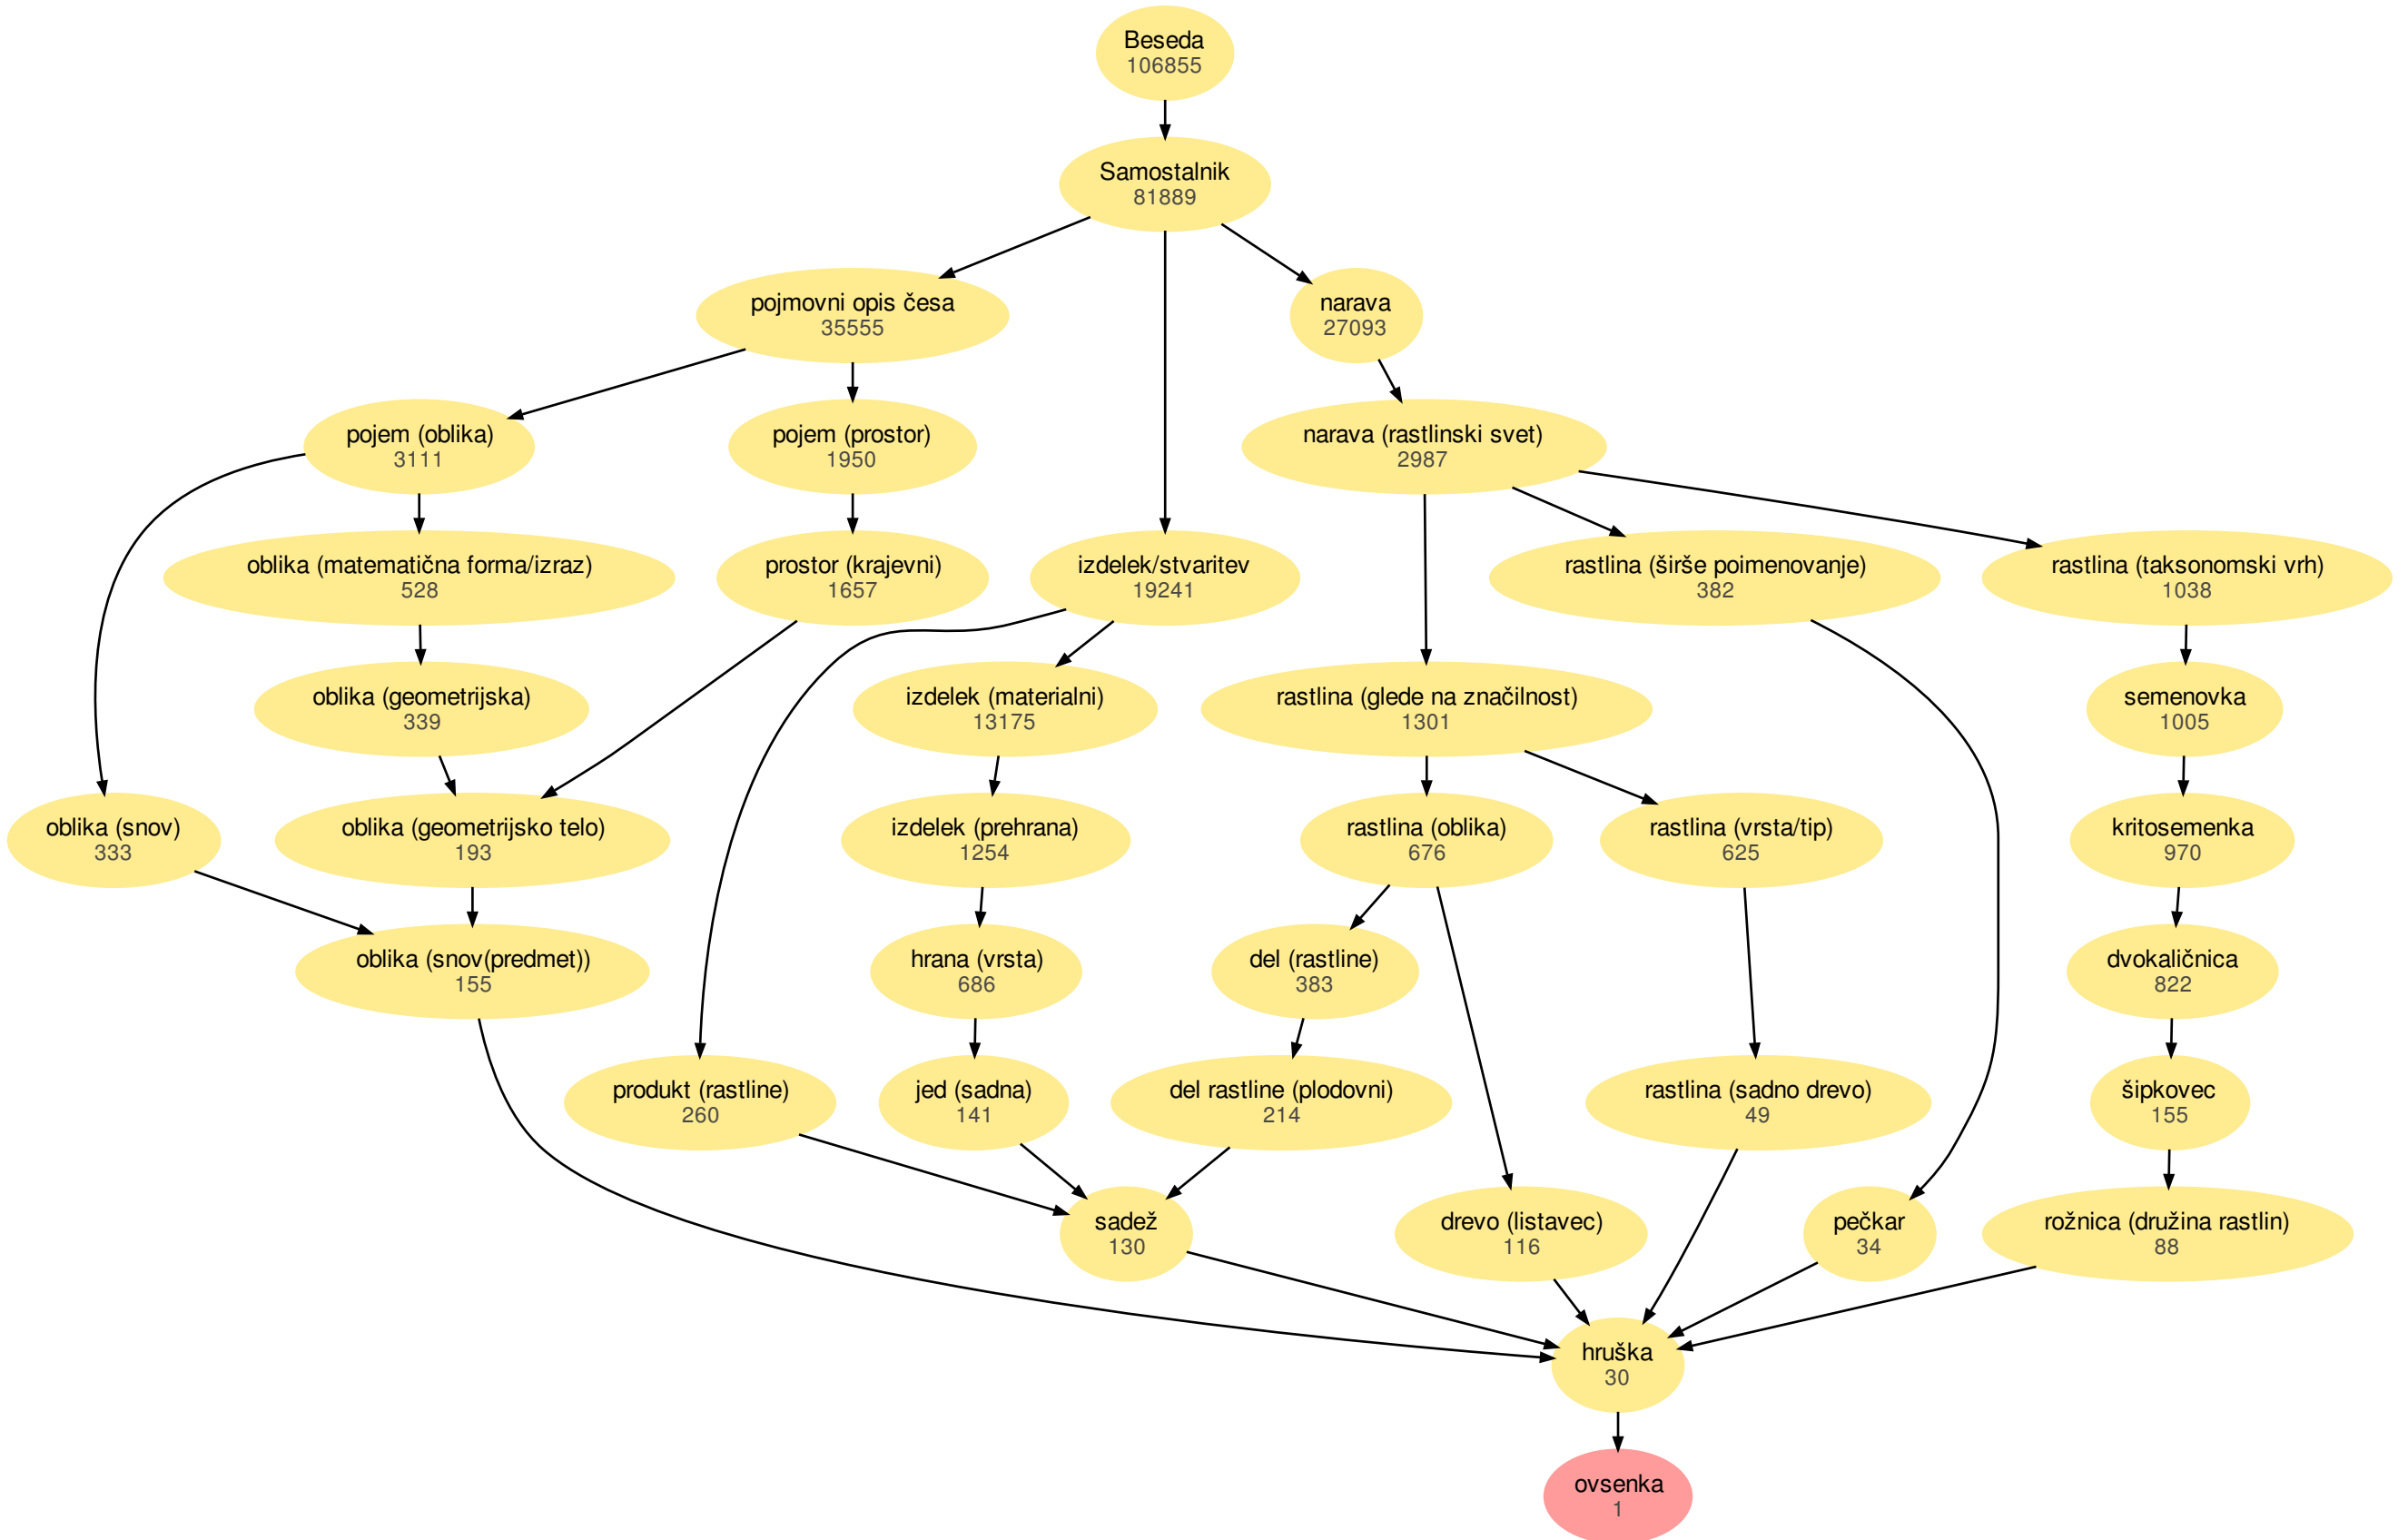 Beseda
106855
Samostalnik
81889
pojmovni opis česa
35555
narava
27093
pojem (oblika)
3111
pojem (prostor)
1950
narava (rastlinski svet)
2987
oblika (matematična forma/izraz)
528
prostor (krajevni)
1657
izdelek/stvaritev
19241
rastlina (širše poimenovanje)
382
rastlina (taksonomski vrh)
1038
oblika (geometrijska)
339
izdelek (materialni)
13175
rastlina (glede na značilnost)
1301
semenovka
1005
oblika (snov)
333
oblika (geometrijsko telo)
193
izdelek (prehrana)
1254
rastlina (oblika)
676
rastlina (vrsta/tip)
625
kritosemenka
970
oblika (snov(predmet))
155
hrana (vrsta)
686
del (rastline)
383
dvokaličnica
822
produkt (rastline)
260
jed (sadna)
141
del rastline (plodovni)
214
rastlina (sadno drevo)
49
šipkovec
155
sadež
130
drevo (listavec)
116
pečkar
34
rožnica (družina rastlin)
88
hruška
30
ovsenka
1